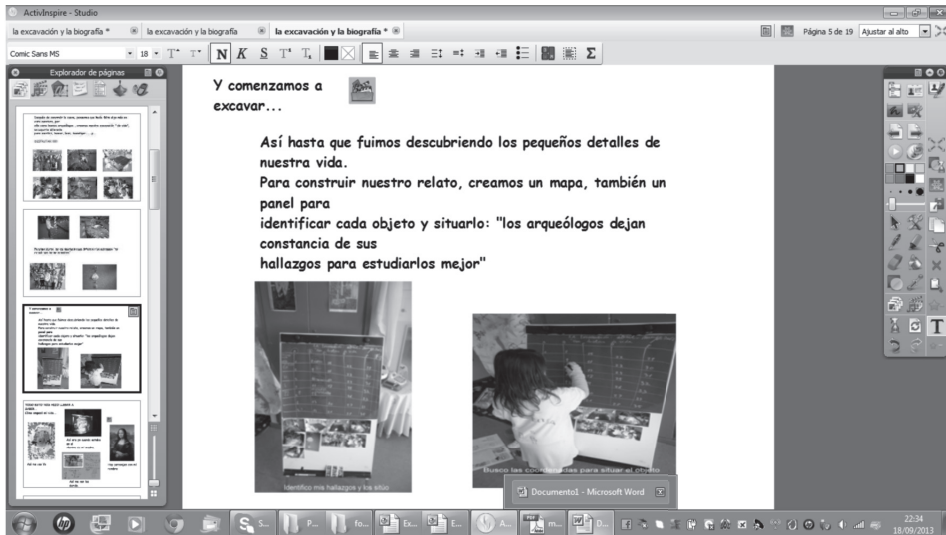 ActivInspire - Studio
la excavación y la biografía *
la excavación y la biografía
la excavación y la biografía *
Página 5 de 19
Ajustar al alto
Comic Sans MS
18
N K S
Explorador de páginas
Y comenzamos a
excavar...
Así hasta que fuimos descubriendo los pequeños detalles de
nuestra vida.
Para construir nuestro relato, creamos un mapa, también un
panel para
identificar cada objeto y situarlo: "los arqueólogos dejan
constancia de sus
hallazgos para estudiarlos mejor"
Identifico mis hallazgos y los sitúo
Busco las coordenadas para situar el objeto
Documento1 - Microsoft Word
S...
P...
fo...
Ex...
E...
A...
m...
D...
22:34
18/09/2013